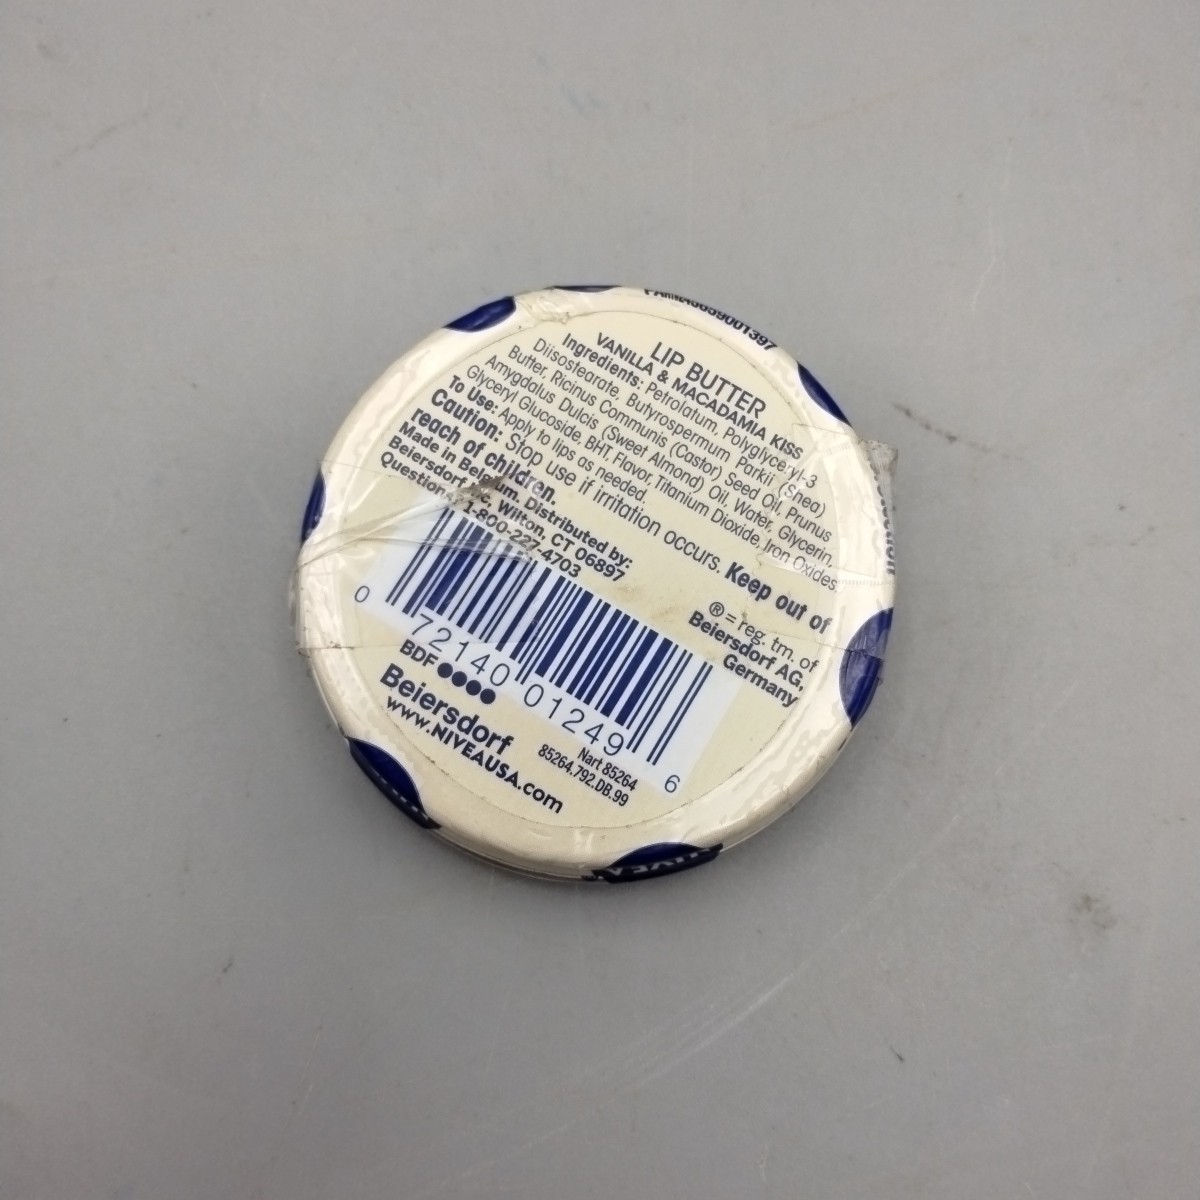 LIP BUTTER
VANILLA & MACADAMIA KISS
Ingredients: Petrolatum, Polyglyceryl-3
Diisostearate, Butyrospermum Parkii (Shea)
Butter, Ricinus Communis (Castor) Seed Oil, Prunus
Amygdalus Dulcis (Sweet Almond) Oil, Water, Glycerin,
Glyceryl Glucoside, BHT, Flavor, Titanium Dioxide, Iron Oxides.
To Use: Apply to lips as needed.
Caution: Stop use if irritation occurs. Keep out of
reach of children.
Made in Belgium. Distributed by:
Beiersdorf Inc, Wilton, CT 06897
1-800-227-4703
® = reg. tm. of
Beiersdorf AG,
Germany
0 72140 01249 6
BDF ●●●●
Beiersdorf
www.NIVEAUSA.com
Nart 85264
85264.792.DB.99
NIVEA